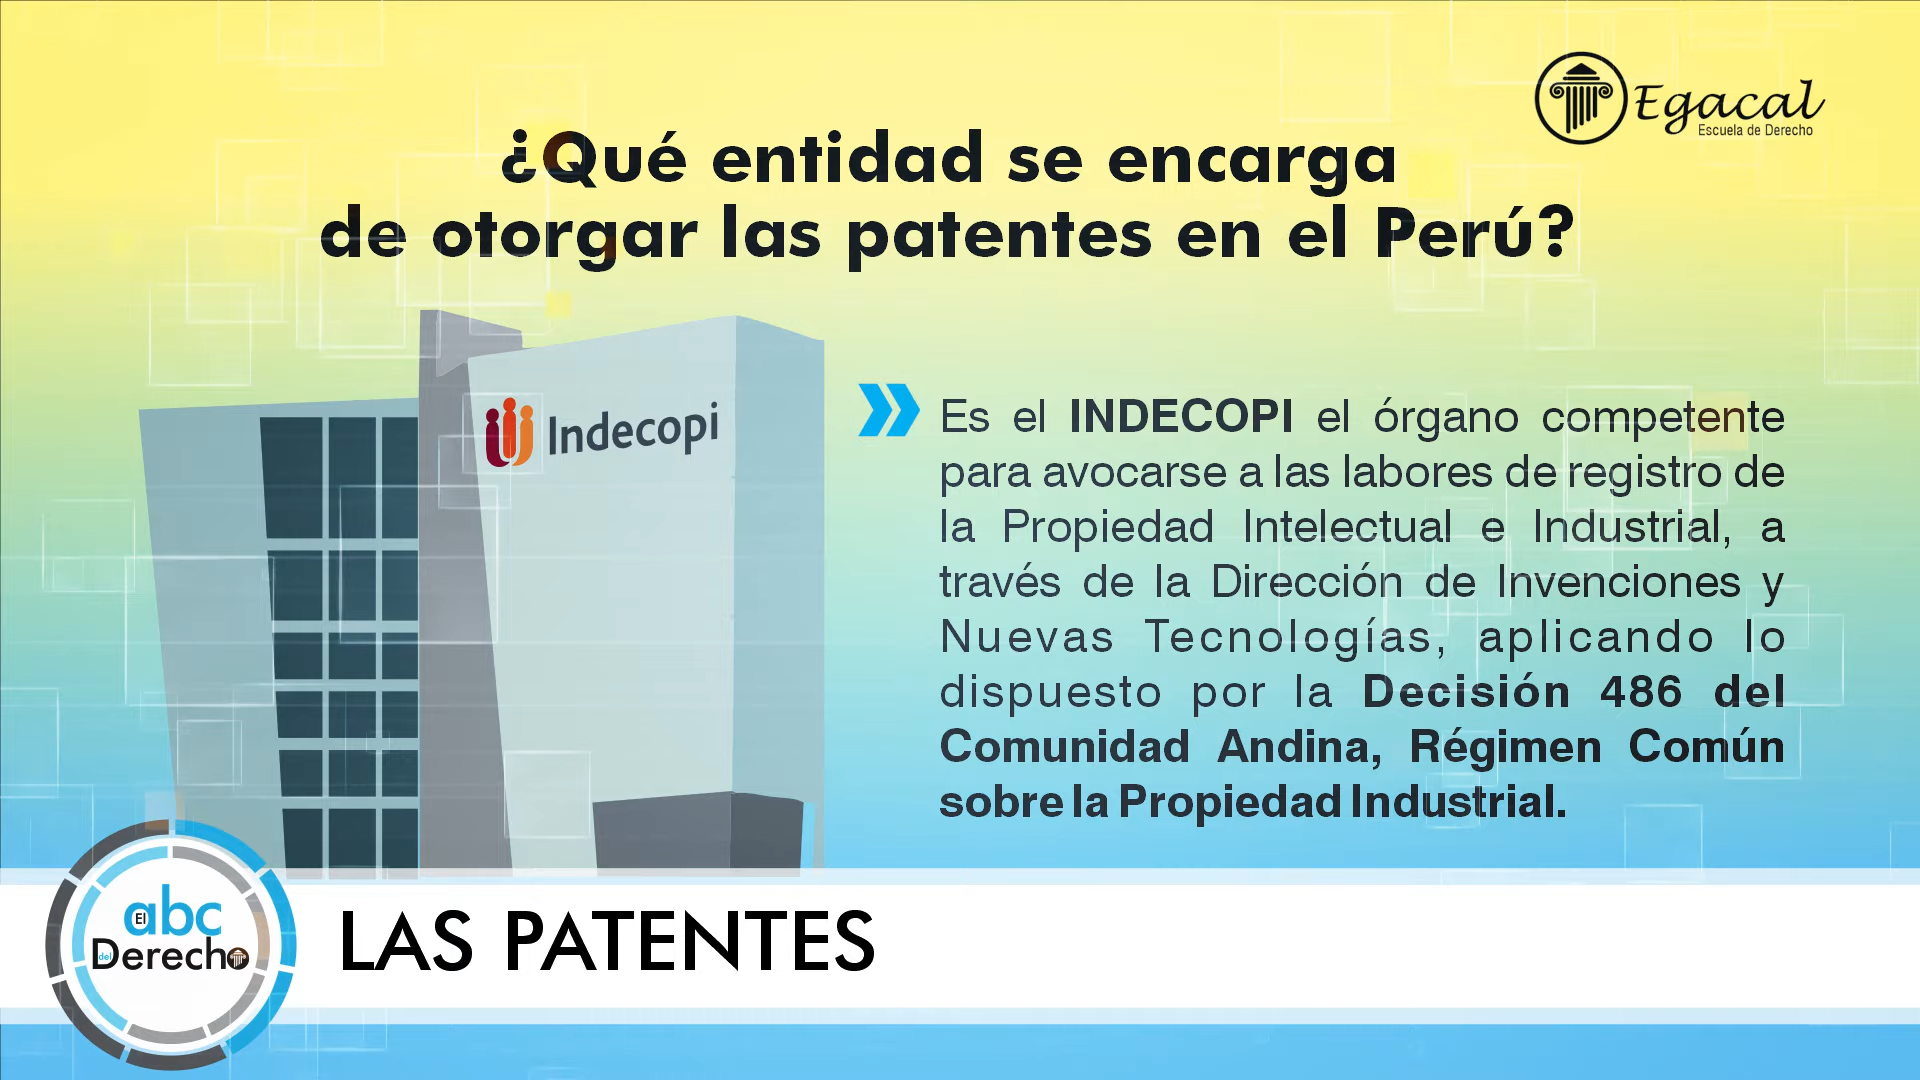 Egacal
Escuela de Derecho
¿Qué entidad se encarga
de otorgar las patentes en el Perú?
Indecopi
Es el INDECOPI el órgano competente
para avocarse a las labores de registro de
la Propiedad Intelectual e Industrial, a
través de la Dirección de Invenciones y
Nuevas Tecnologías, aplicando lo
dispuesto por la Decisión 486 del
Comunidad Andina, Régimen Común
sobre la Propiedad Industrial.
El abc
del Derecho
LAS PATENTES